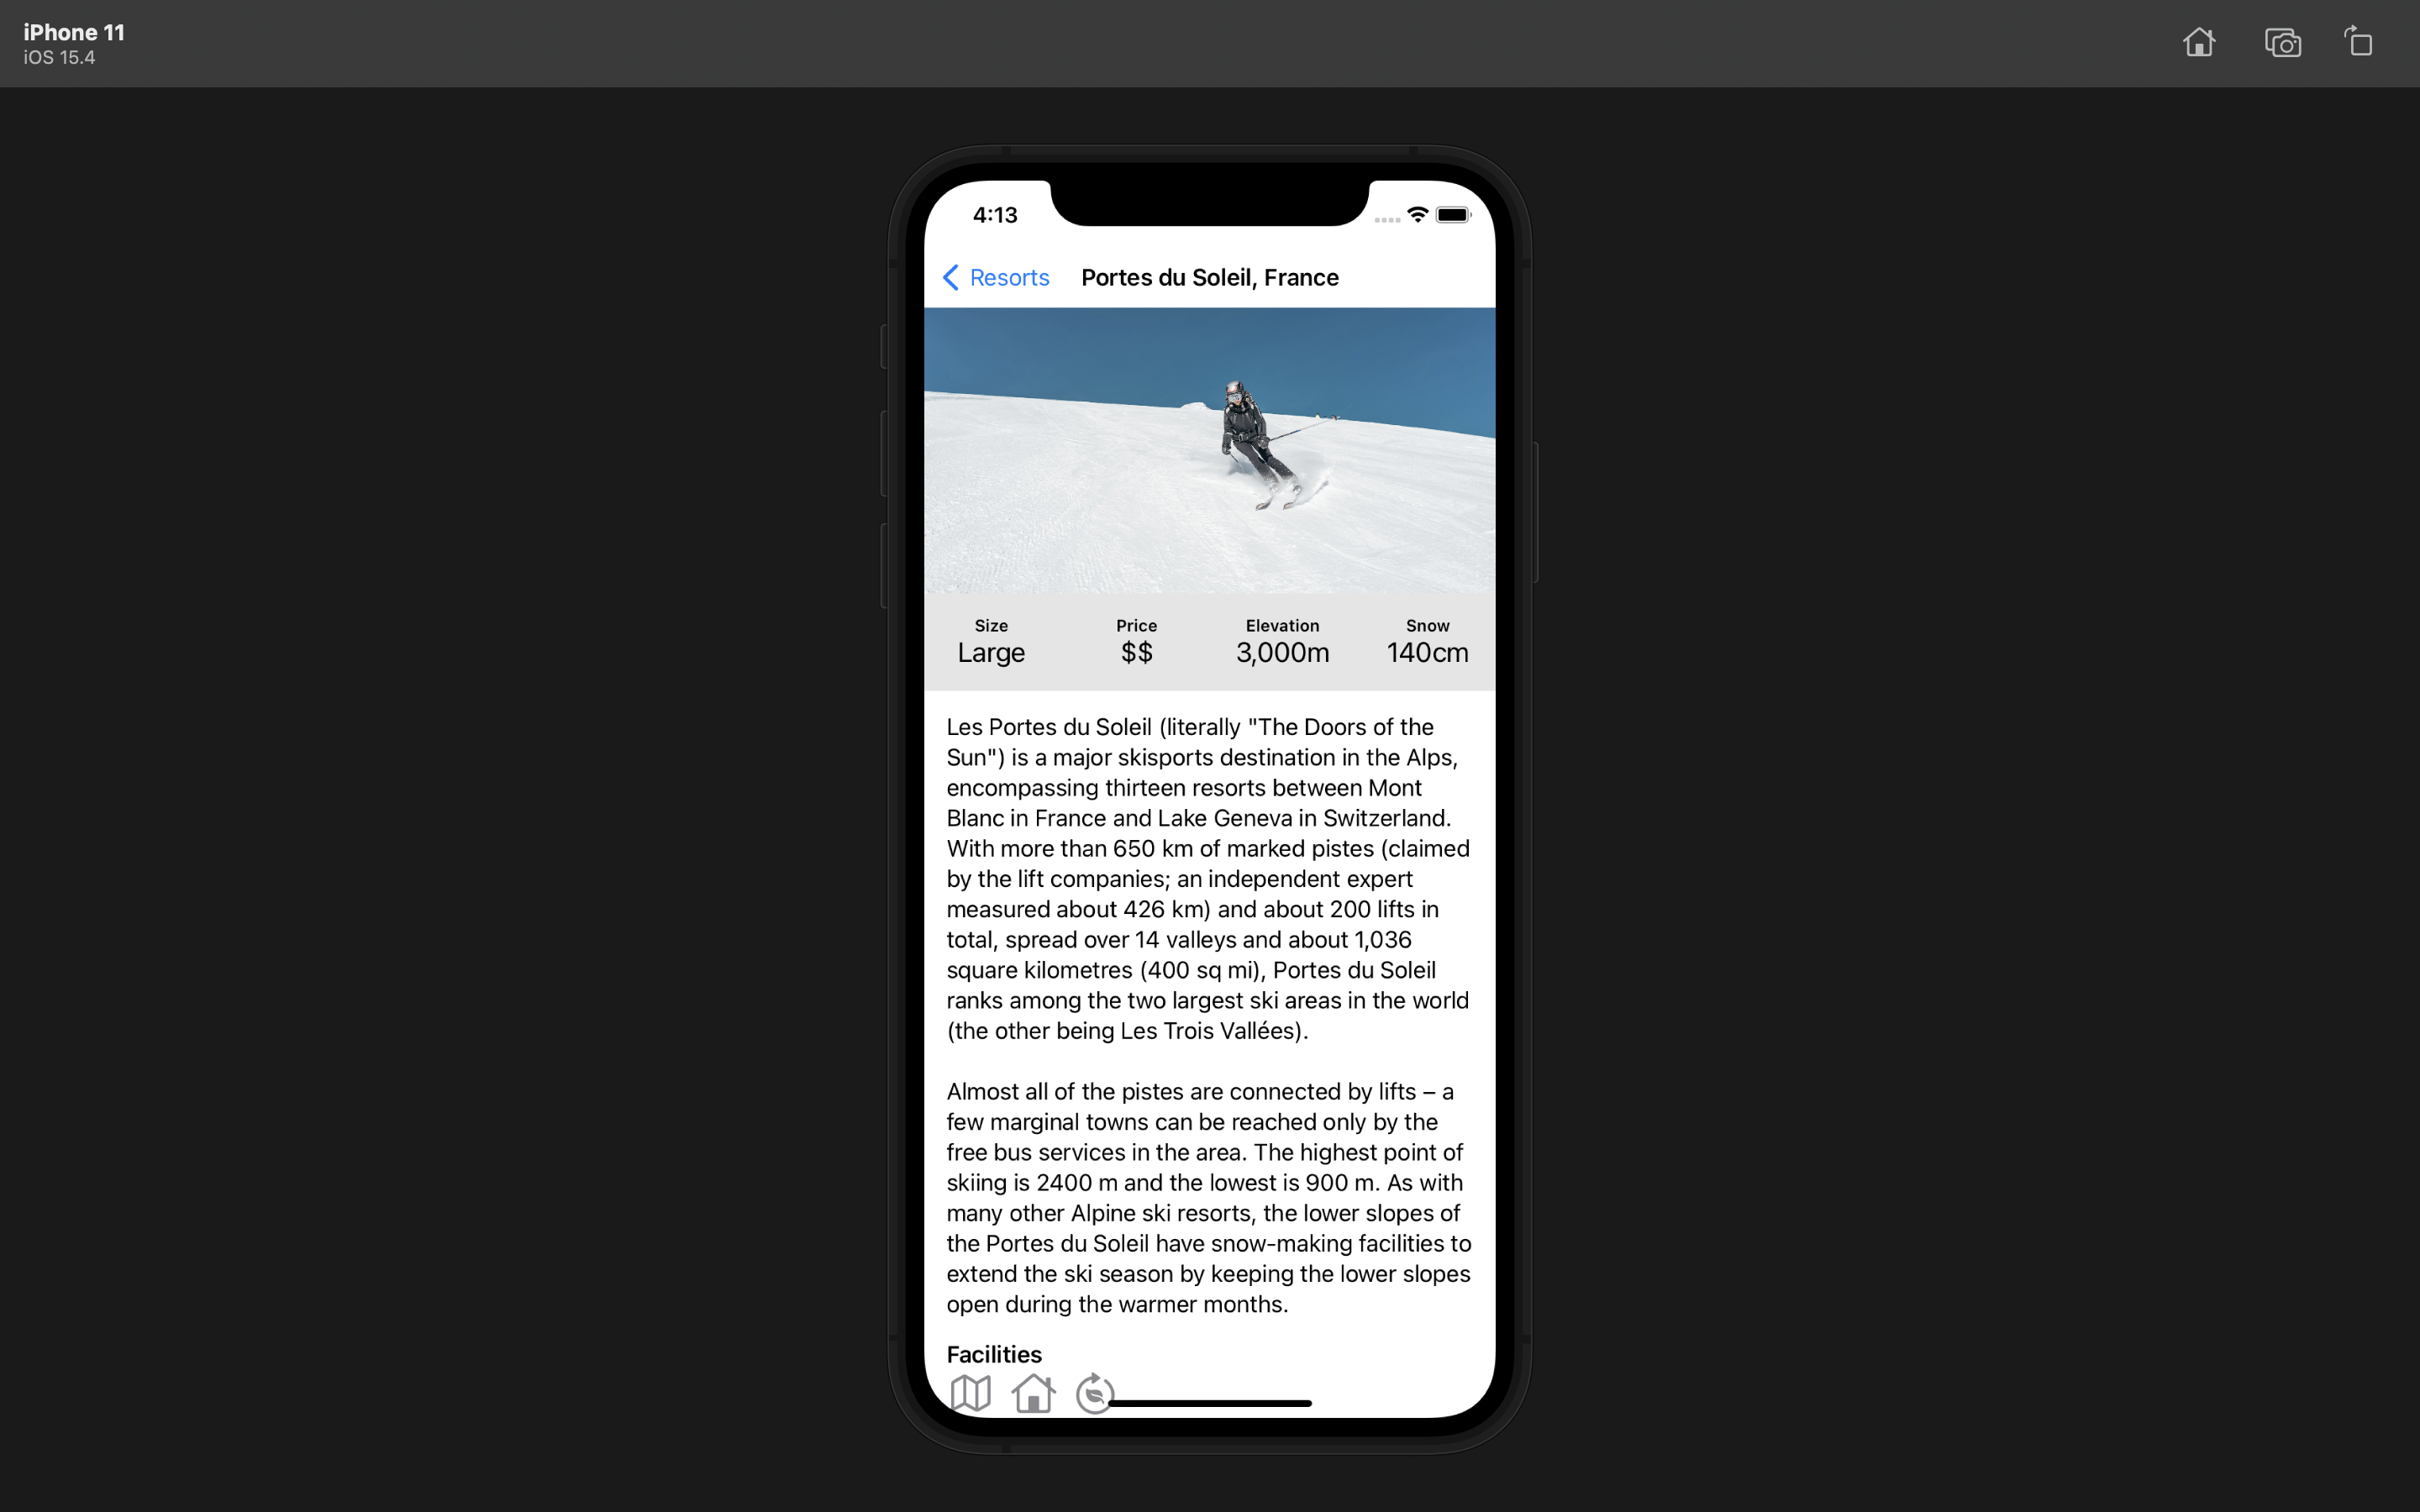 iPhone 11
iOS 15.4
4:13
Resorts
Portes du Soleil, France
Size Price Elevation Snow
Large $$ 3,000m 140cm
Les Portes du Soleil (literally "The Doors of the
Sun") is a major skisports destination in the Alps,
encompassing thirteen resorts between Mont
Blanc in France and Lake Geneva in Switzerland.
With more than 650 km of marked pistes (claimed
by the lift companies; an independent expert
measured about 426 km) and about 200 lifts in
total, spread over 14 valleys and about 1,036
square kilometres (400 sq mi), Portes du Soleil
ranks among the two largest ski areas in the world
(the other being Les Trois Vallées).
Almost all of the pistes are connected by lifts – a
few marginal towns can be reached only by the
free bus services in the area. The highest point of
skiing is 2400 m and the lowest is 900 m. As with
many other Alpine ski resorts, the lower slopes of
the Portes du Soleil have snow-making facilities to
extend the ski season by keeping the lower slopes
open during the warmer months.
Facilities